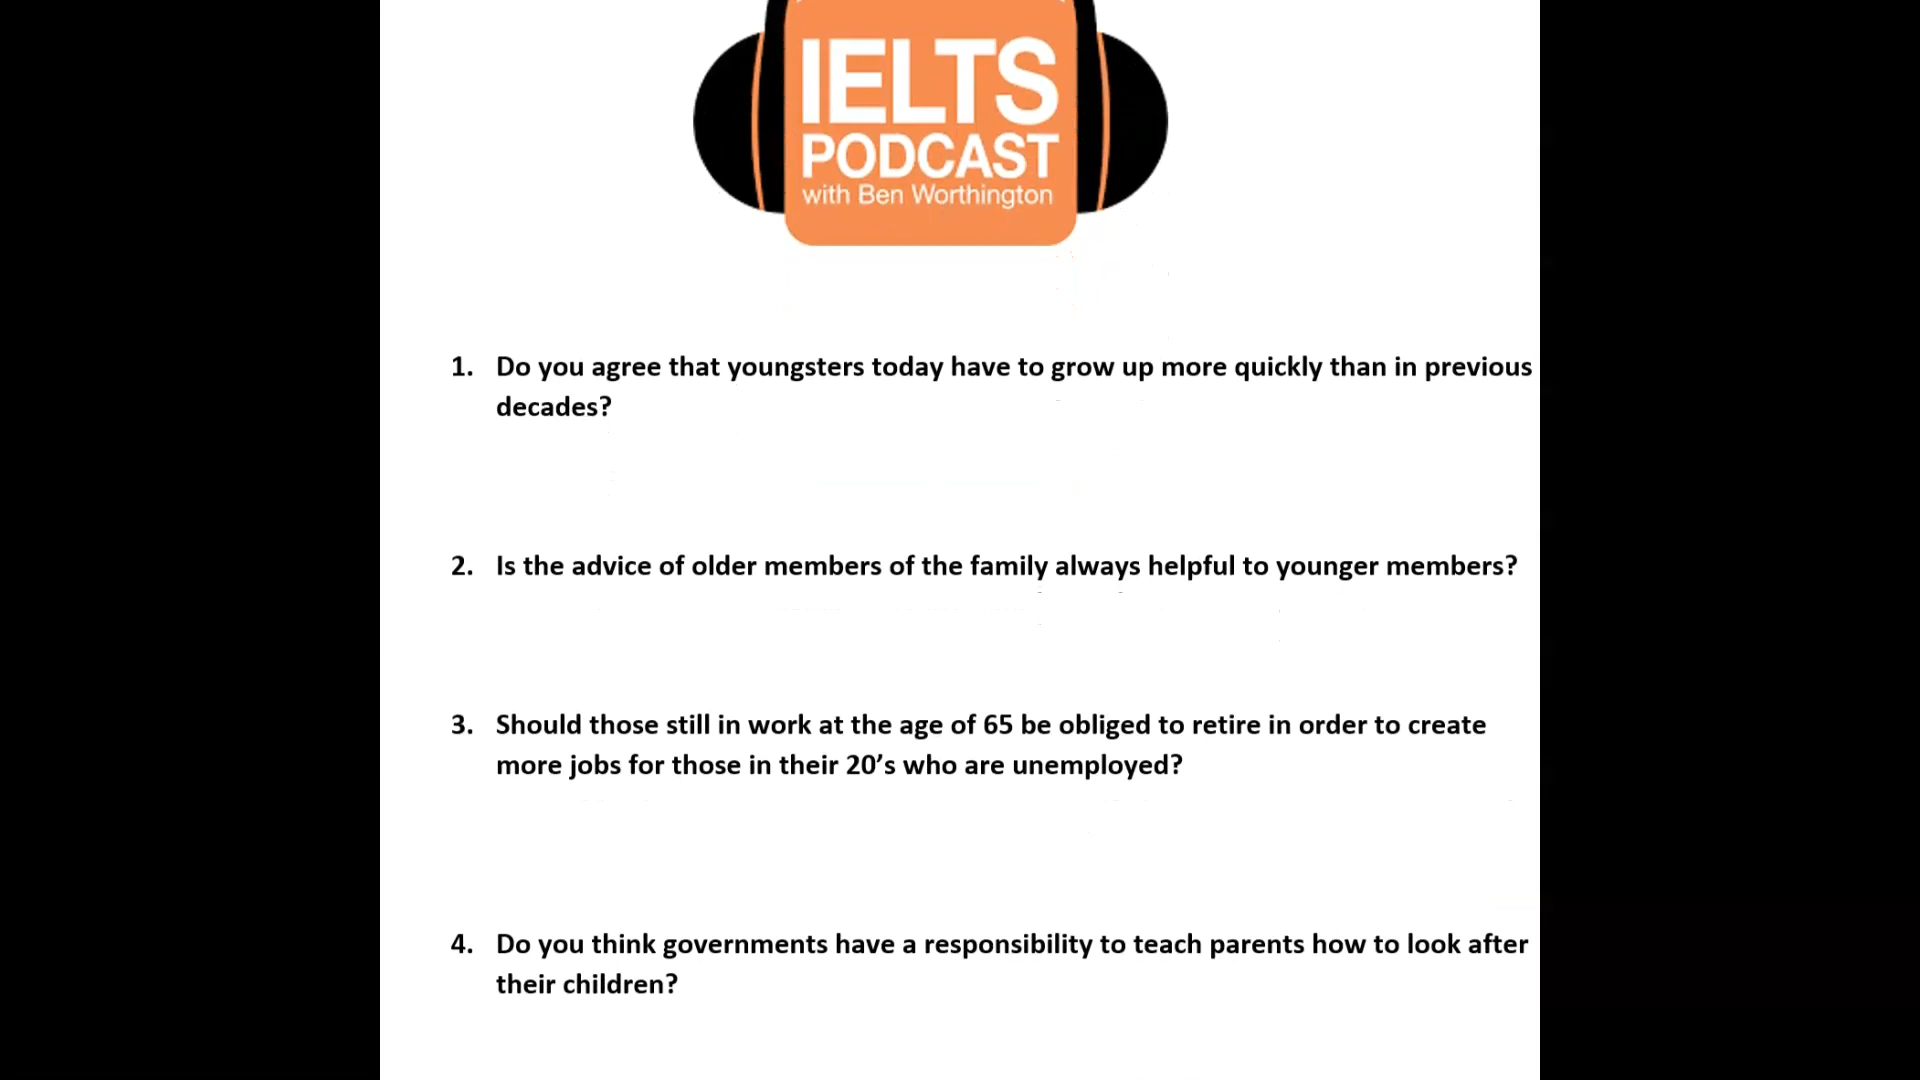 IELTS
PODCAST
with Ben Worthington
1. Do you agree that youngsters today have to grow up more quickly than in previous
decades?
2. Is the advice of older members of the family always helpful to younger members?
3. Should those still in work at the age of 65 be obliged to retire in order to create
more jobs for those in their 20’s who are unemployed?
4. Do you think governments have a responsibility to teach parents how to look after
their children?